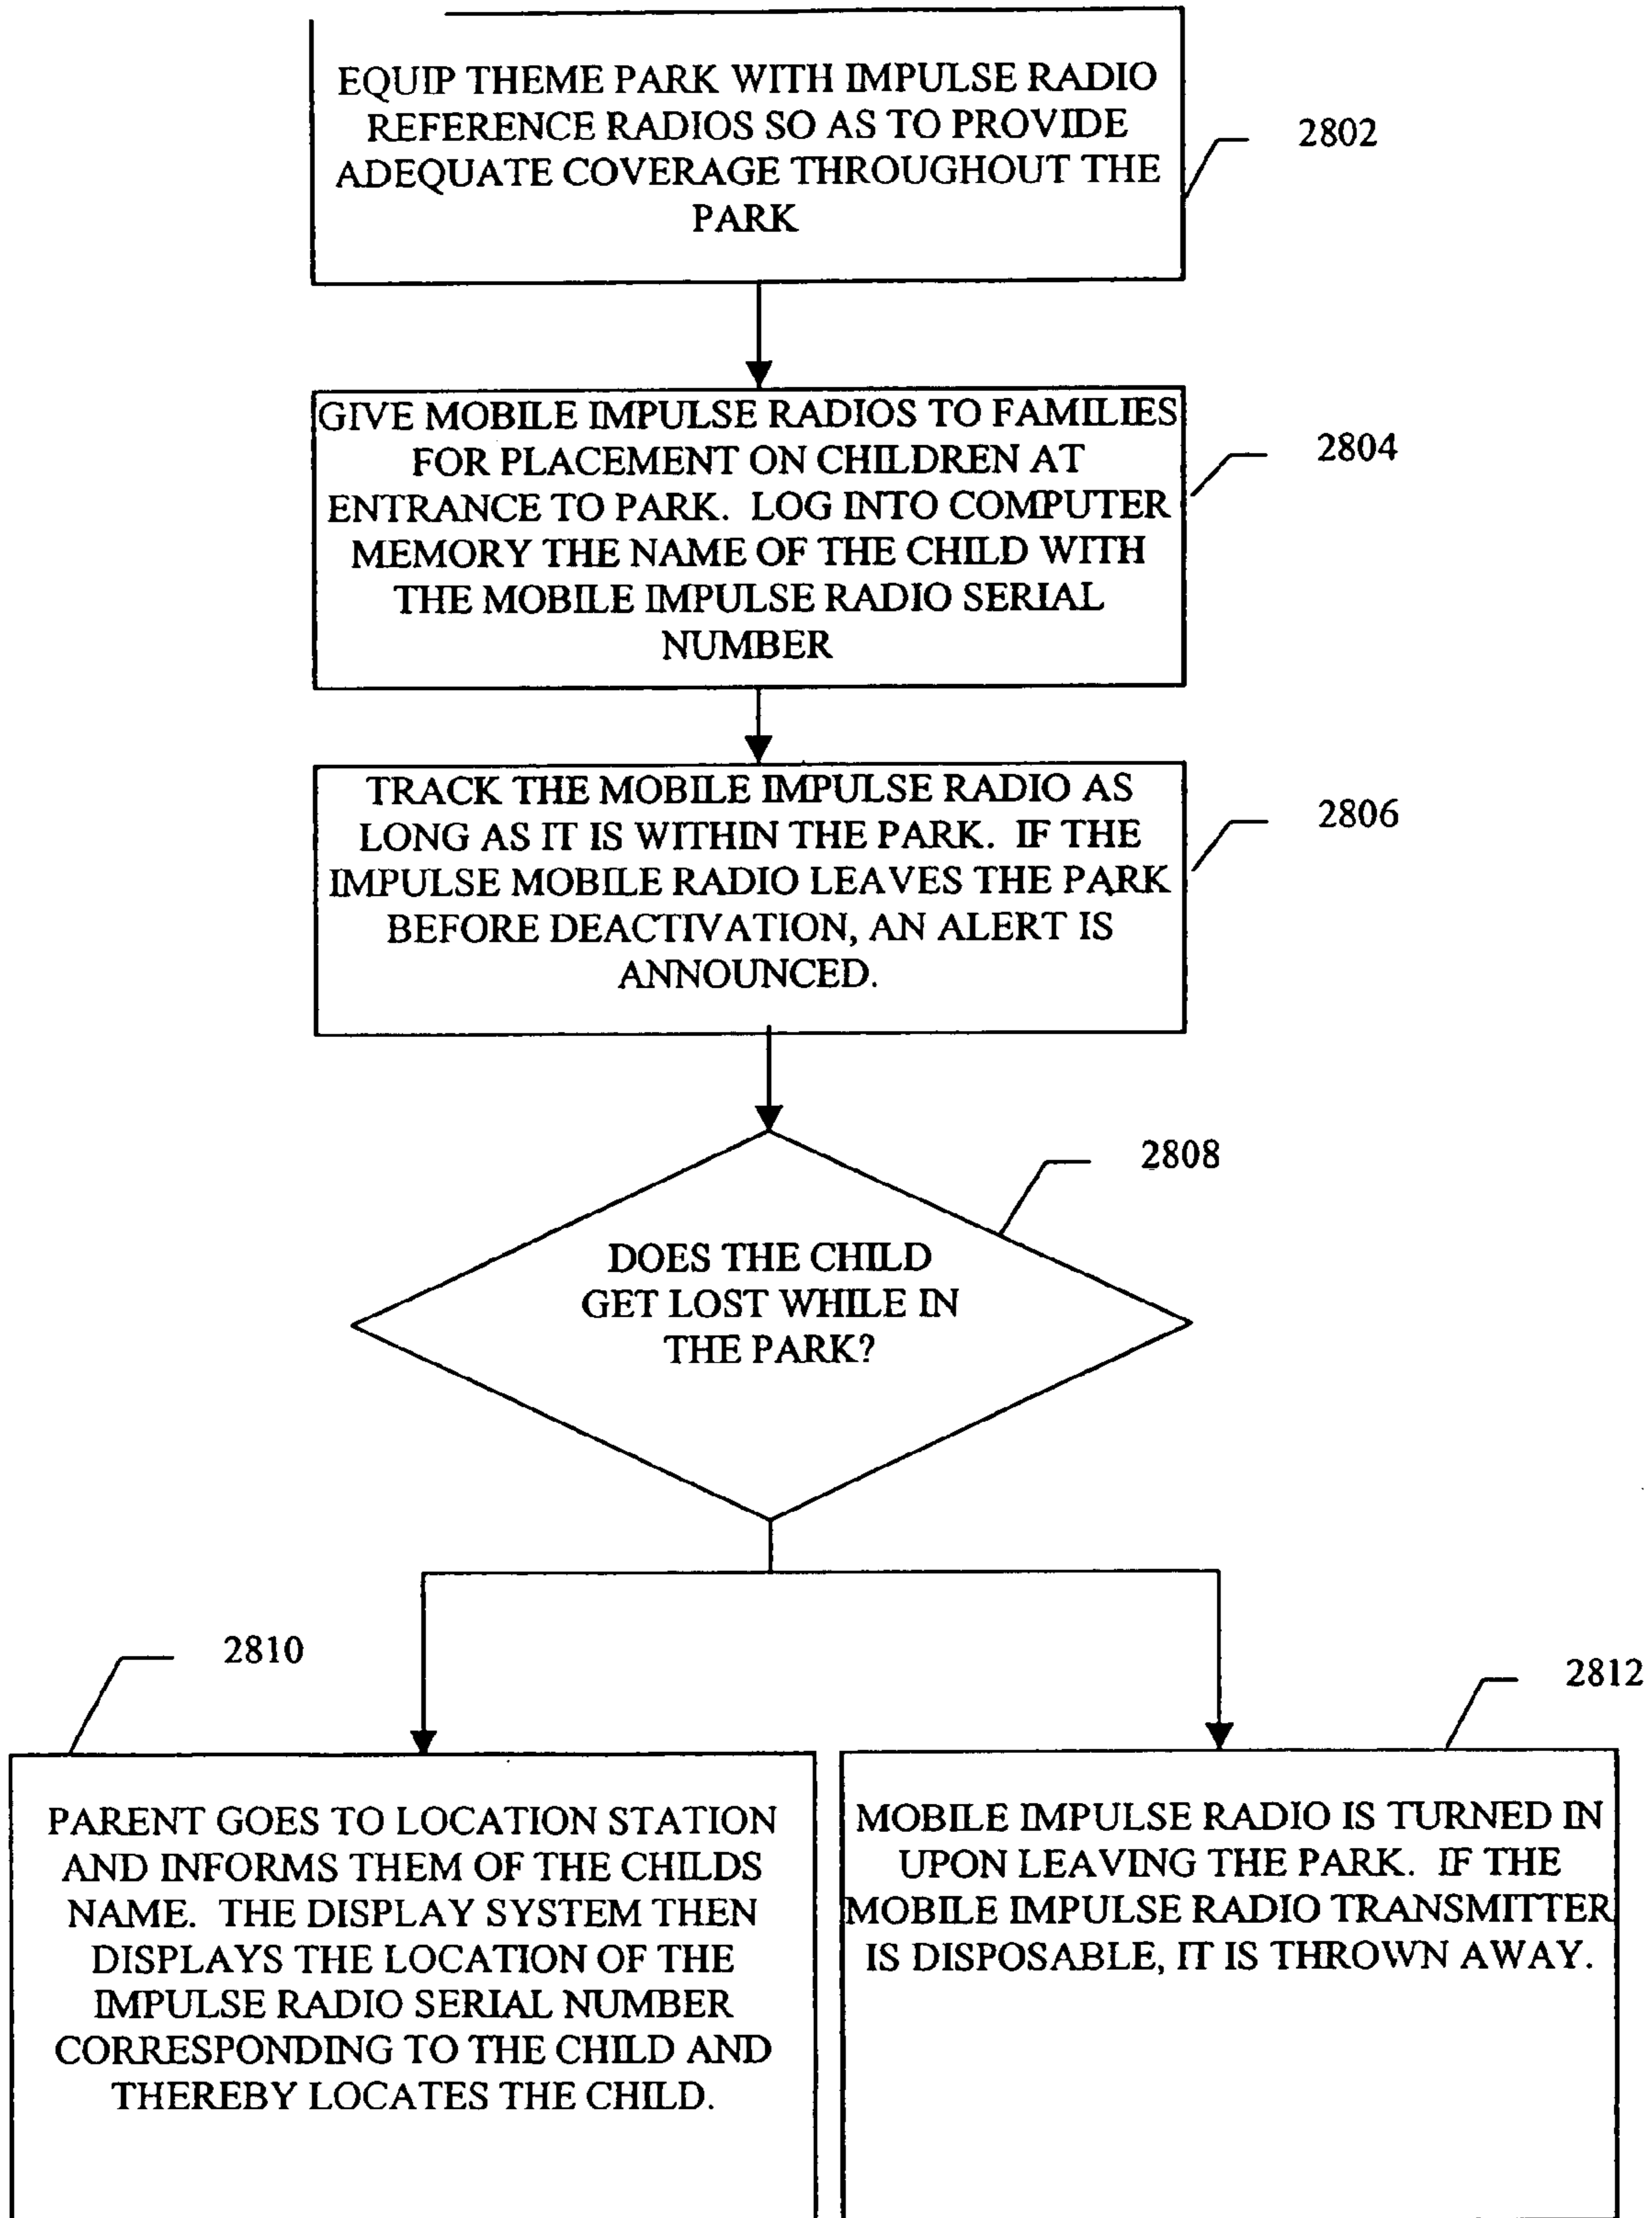 EQUIP THEME PARK WITH IMPULSE RADIO
REFERENCE RADIOS SO AS TO PROVIDE
ADEQUATE COVERAGE THROUGHOUT THE
PARK
2802
GIVE MOBILE IMPULSE RADIOS TO FAMILIES
FOR PLACEMENT ON CHILDREN AT
ENTRANCE TO PARK. LOG INTO COMPUTER
MEMORY THE NAME OF THE CHILD WITH
THE MOBILE IMPULSE RADIO SERIAL
NUMBER
2804
TRACK THE MOBILE IMPULSE RADIO AS
LONG AS IT IS WITHIN THE PARK. IF THE
IMPULSE MOBILE RADIO LEAVES THE PARK
BEFORE DEACTIVATION, AN ALERT IS
ANNOUNCED.
2806
DOES THE CHILD
GET LOST WHILE IN
THE PARK?
2808
2810
PARENT GOES TO LOCATION STATION
AND INFORMS THEM OF THE CHILDS
NAME. THE DISPLAY SYSTEM THEN
DISPLAYS THE LOCATION OF THE
IMPULSE RADIO SERIAL NUMBER
CORRESPONDING TO THE CHILD AND
THEREBY LOCATES THE CHILD.
2812
MOBILE IMPULSE RADIO IS TURNED IN
UPON LEAVING THE PARK. IF THE
MOBILE IMPULSE RADIO TRANSMITTER
IS DISPOSABLE, IT IS THROWN AWAY.